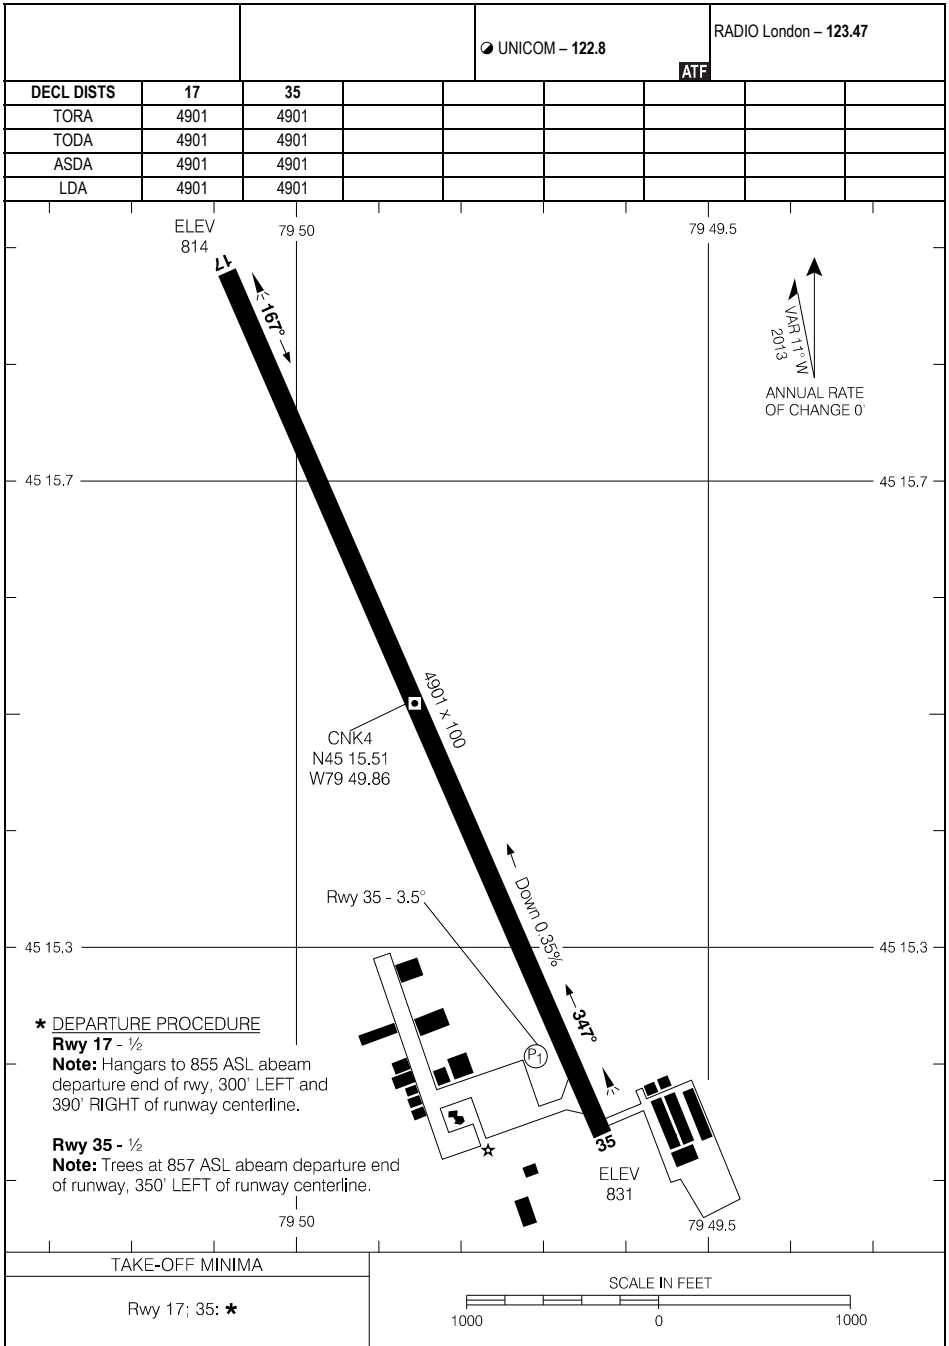 UNICOM – 122.8
ATF
RADIO London – 123.47
DECL DISTS 17 35
TORA 4901 4901
TODA 4901 4901
ASDA 4901 4901
LDA 4901 4901
ELEV
814
79 50
79 49.5
17
167°
VAR 11° W
2013
ANNUAL RATE
OF CHANGE 0'
45 15.7
45 15.7
4901 x 100
CNK4
N45 15.51
W79 49.86
Rwy 35 - 3.5°
Down 0.35%
45 15.3
45 15.3
347°
P1
35
ELEV
831
* DEPARTURE PROCEDURE
Rwy 17 - ½
Note: Hangars to 855 ASL abeam
departure end of rwy, 300' LEFT and
390' RIGHT of runway centerline.
Rwy 35 - ½
Note: Trees at 857 ASL abeam departure end
of runway, 350' LEFT of runway centerline.
79 50
79 49.5
TAKE-OFF MINIMA
Rwy 17; 35: *
SCALE IN FEET
1000 0 1000